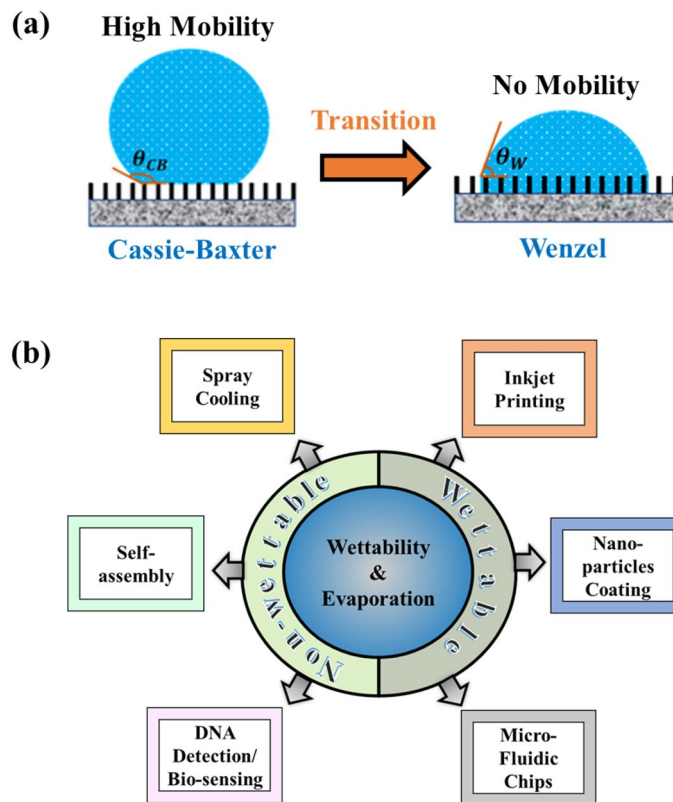 (a)
High Mobility
No Mobility
Transition
θCB
θW
Cassie-Baxter
Wenzel
(b)
Spray
Cooling
Inkjet
Printing
Self-
assembly
Non-wettable
Wettable
Wettability
&
Evaporation
Nano-
particles
Coating
DNA
Detection/
Bio-sensing
Micro-
Fluidic
Chips